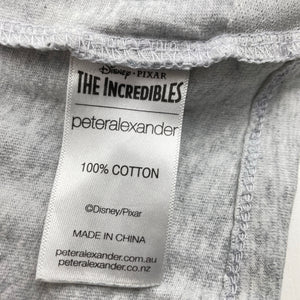 Disney · PIXAR
THE INCREDIBLES
peteralexander
100% COTTON
©Disney/Pixar
MADE IN CHINA
peteralexander.com.au
peteralexander.co.nz